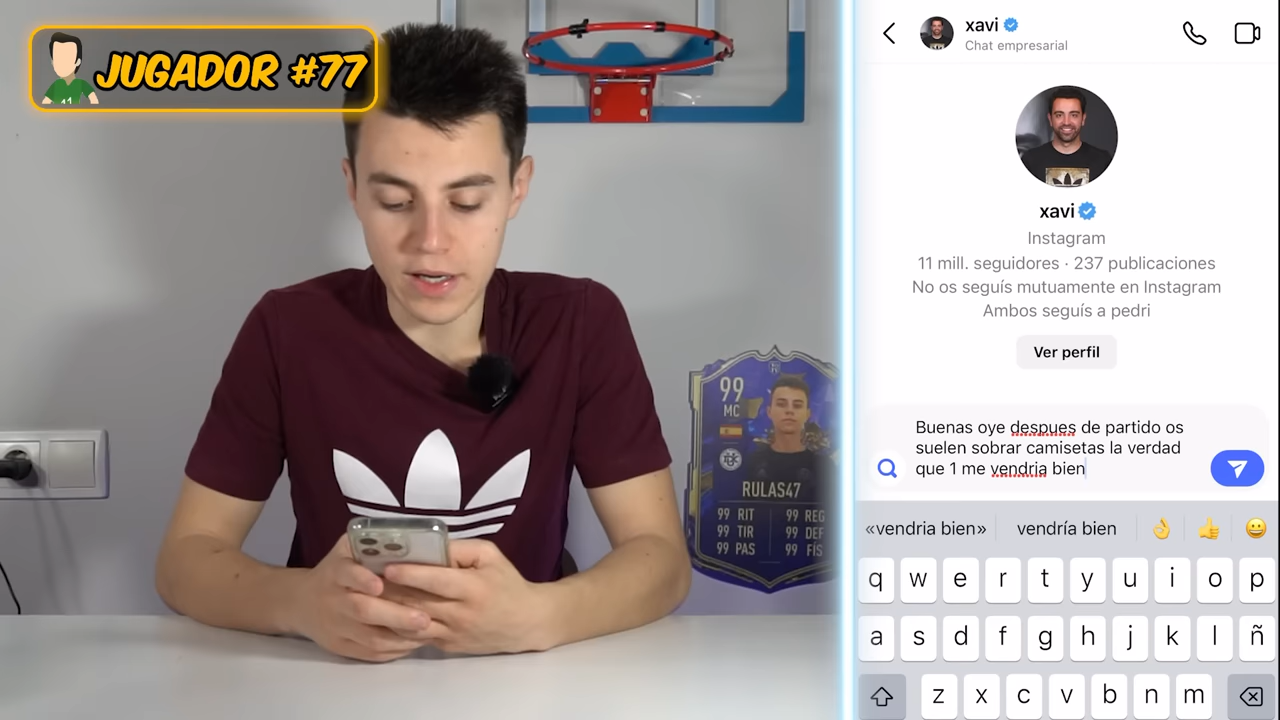 JUGADOR #77
99
MC
RULAS47
99 RIT
99 REG
99 TIR
99 DEF
99 PAS
99 FÍS
xavi
Chat empresarial
xavi
Instagram
11 mill. seguidores · 237 publicaciones
No os seguís mutuamente en Instagram
Ambos seguís a pedri
Ver perfil
Buenas oye despues de partido os
suelen sobrar camisetas la verdad
que 1 me vendria bien
«vendria bien»
vendría bien
q w e r t y u i o p
a s d f g h j k l ñ
z x c v b n m